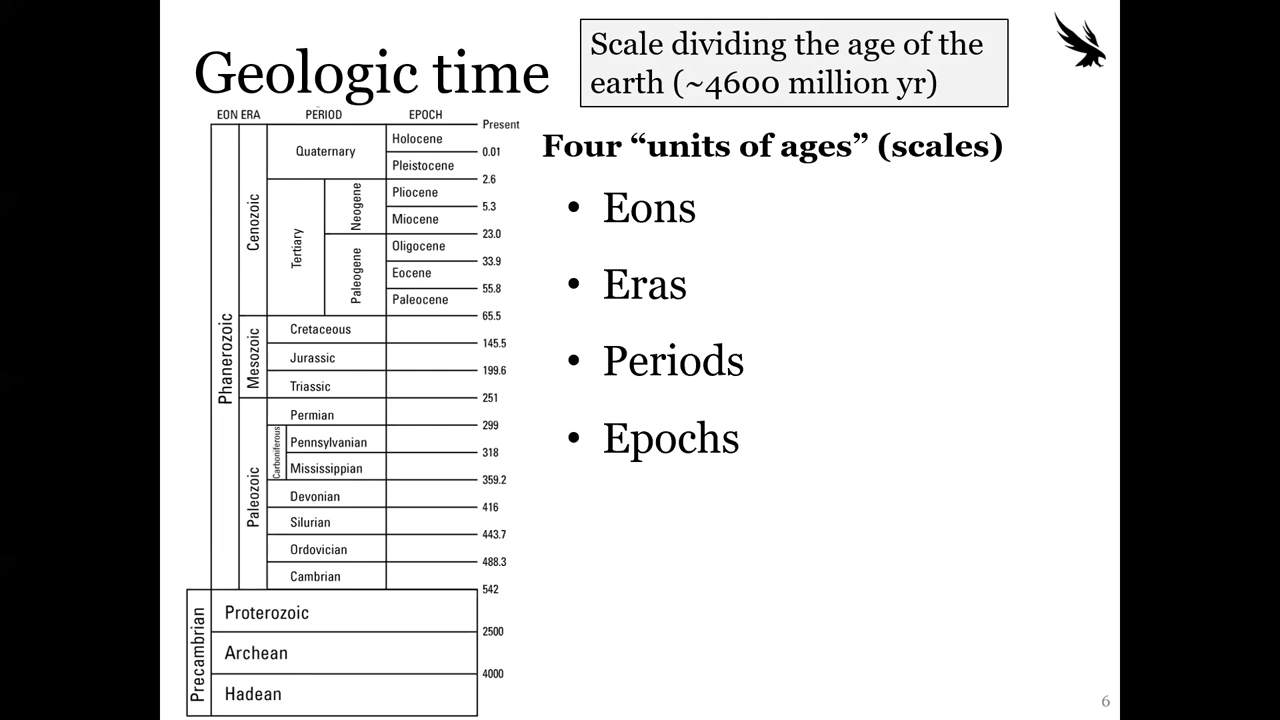 Geologic time
Scale dividing the age of the
earth (~4600 million yr)
EON ERA PERIOD EPOCH
Present
Phanerozoic
Cenozoic
Quaternary
Holocene
0.01
Pleistocene
2.6
Tertiary
Neogene
Pliocene
5.3
Miocene
23.0
Paleogene
Oligocene
33.9
Eocene
55.8
Paleocene
65.5
Mesozoic
Cretaceous
145.5
Jurassic
199.6
Triassic
251
Paleozoic
Permian
299
Carboniferous
Pennsylvanian
318
Mississippian
359.2
Devonian
416
Silurian
443.7
Ordovician
488.3
Cambrian
542
Precambrian
Proterozoic
2500
Archean
4000
Hadean
Four “units of ages” (scales)
• Eons
• Eras
• Periods
• Epochs
6